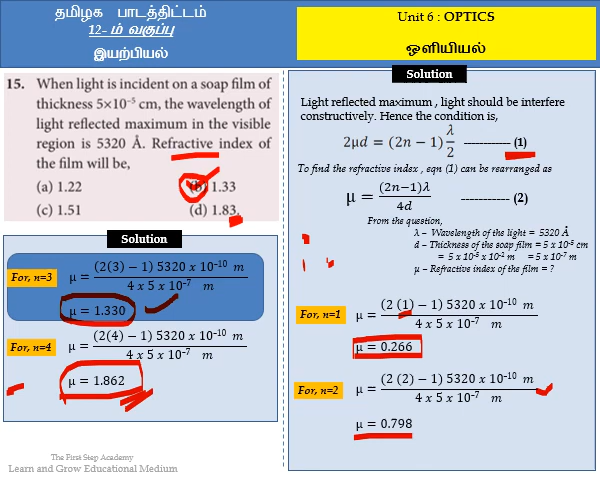 தமிழக பாடத்திட்டம்
12- ம் வகுப்பு
இயற்பியல்
Unit 6 : OPTICS
ஒளியியல்
15. When light is incident on a soap film of
thickness 5×10⁻⁵ cm, the wavelength of
light reflected maximum in the visible
region is 5320 Å. Refractive index of
the film will be,
(a) 1.22 (b) 1.33
(c) 1.51 (d) 1.83.
Solution
Light reflected maximum , light should be interfere
constructively. Hence the condition is,
2μd = (2n − 1) λ/2 ----------- (1)
To find the refractive index , eqn (1) can be rearranged as
μ = (2n−1)λ / 4d ----------- (2)
From the question,
λ – Wavelength of the light = 5320 Å
d – Thickness of the soap film = 5 x 10⁻⁵ cm
= 5 x 10⁻⁵ x 10⁻² m = 5 x 10⁻⁷ m
μ – Refractive index of the film = ?
For, n=1 μ = (2 (1) − 1) 5320 x 10⁻¹⁰ m / 4 x 5 x 10⁻⁷ m
μ = 0.266
For, n=2 μ = (2 (2) − 1) 5320 x 10⁻¹⁰ m / 4 x 5 x 10⁻⁷ m
μ = 0.798
Solution
For, n=3 μ = (2(3) − 1) 5320 x 10⁻¹⁰ m / 4 x 5 x 10⁻⁷ m
μ = 1.330
For, n=4 μ = (2(4) − 1) 5320 x 10⁻¹⁰ m / 4 x 5 x 10⁻⁷ m
μ = 1.862
The First Step Academy
Learn and Grow Educational Medium